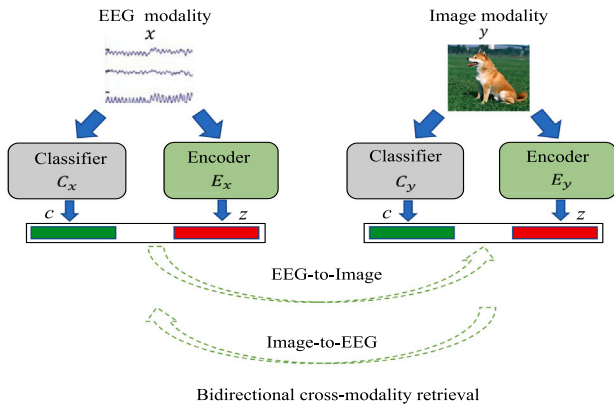 EEG modality
x
Image modality
y
Classifier
C_x
Encoder
E_x
Classifier
C_y
Encoder
E_y
c
z
c
z
EEG-to-Image
Image-to-EEG
Bidirectional cross-modality retrieval